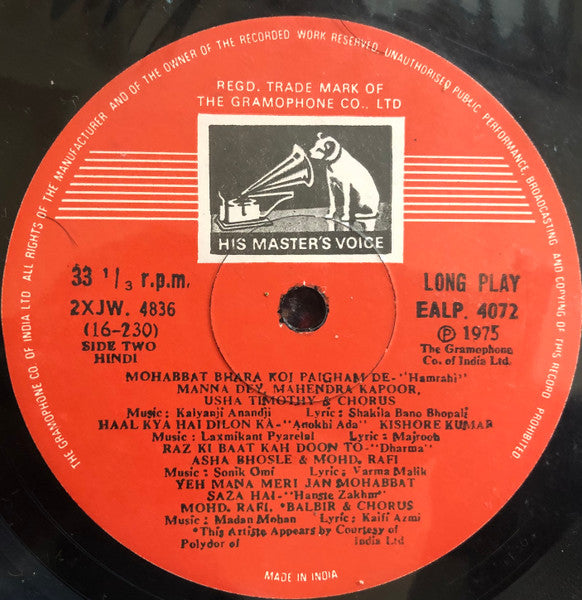 THE GRAMOPHONE CO. OF INDIA LTD. ALL RIGHTS OF THE MANUFACTURER AND OF THE OWNER OF THE RECORDED WORK RESERVED. UNAUTHORISED PUBLIC PERFORMANCE, BROADCASTING AND COPYING OF THIS RECORD PROHIBITED
REGD. TRADE MARK OF
THE GRAMOPHONE CO., LTD
HIS MASTER'S VOICE
33 1/3 r.p.m.
2XJW. 4836
(16-230)
SIDE TWO
HINDI
LONG PLAY
EALP. 4072
Ⓟ 1975
The Gramophone
Co. of India Ltd.
MOHABBAT BHARA KOI PAIGHAM DE-"Hamrahi"
MANNA DEY, MAHENDRA KAPOOR,
USHA TIMOTHY & CHORUS
Music : Kalyanji Anandji Lyric : Shakila Bano Bhopali
HAAL KYA HAI DILON KA-"Anokhi Ada" KISHORE KUMAR
Music : Laxmikant Pyarelal Lyric : Majrooh
RAZ KI BAAT KAH DOON TO-"Dharma"
ASHA BHOSLE & MOHD. RAFI
Music : Sonik Omi Lyric : Varma Malik
YEH MANA MERI JAN MOHABBAT
SAZA HAI-"Hanste Zakhm"
MOHD. RAFI, *BALBIR & CHORUS
Music : Madan Mohan Lyric : Kaifi Azmi
*This Artiste Appears by Courtesy of
Polydor of India Ltd
MADE IN INDIA